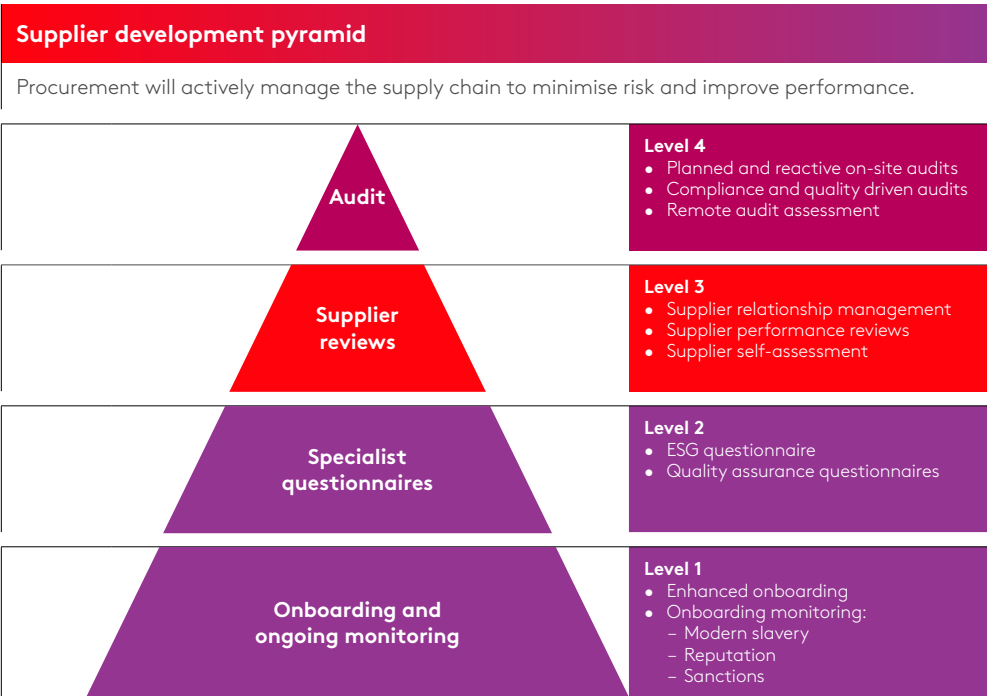 Supplier development pyramid
Procurement will actively manage the supply chain to minimise risk and improve performance.
Audit
Level 4
• Planned and reactive on-site audits
• Compliance and quality driven audits
• Remote audit assessment
Supplier
reviews
Level 3
• Supplier relationship management
• Supplier performance reviews
• Supplier self-assessment
Specialist
questionnaires
Level 2
• ESG questionnaire
• Quality assurance questionnaires
Onboarding and
ongoing monitoring
Level 1
• Enhanced onboarding
• Onboarding monitoring:
– Modern slavery
– Reputation
– Sanctions